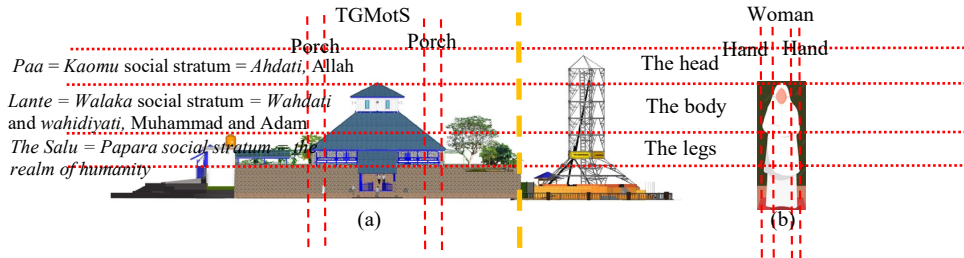 TGMotS
Woman
Porch
Porch
Hand
Hand
Paa = Kaomu social stratum = Ahdati, Allah
The head
Lante = Walaka social stratum = Wahdati
and wahidiyati, Muhammad and Adam
The body
The Salu = Papara social stratum = the
realm of humanity
The legs
(a)
(b)